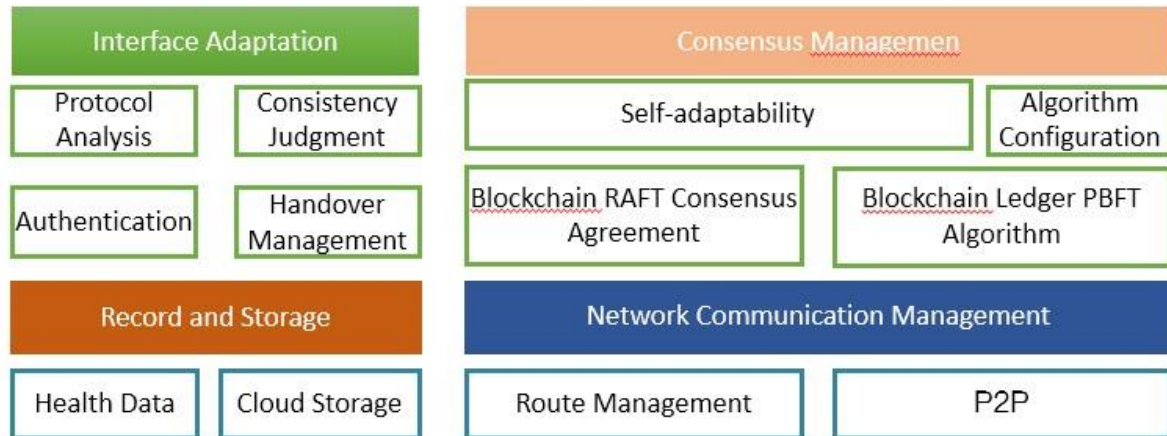 Interface Adaptation
Protocol
Analysis
Consistency
Judgment
Authentication
Handover
Management
Consensus Managemen
Self-adaptability
Algorithm
Configuration
Blockchain RAFT Consensus
Agreement
Blockchain Ledger PBFT
Algorithm
Record and Storage
Health Data
Cloud Storage
Network Communication Management
Route Management
P2P